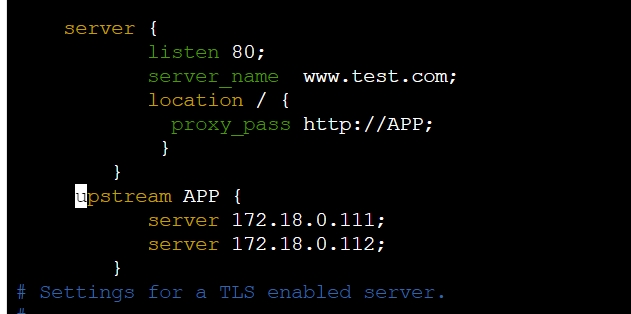 server {
listen 80;
server_name www.test.com;
location / {
proxy_pass http://APP;
}
}
upstream APP {
server 172.18.0.111;
server 172.18.0.112;
}
# Settings for a TLS enabled server.
#